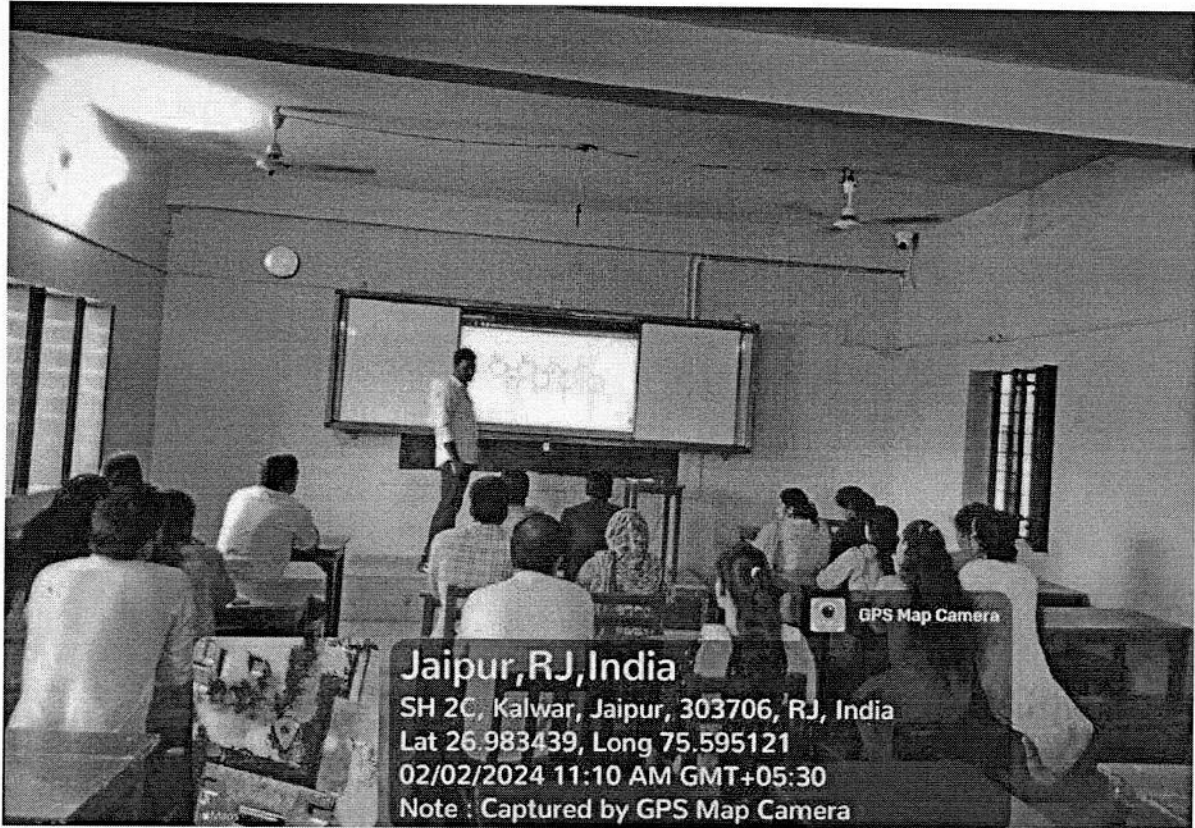 GPS Map Camera
Jaipur,RJ,India
SH 2C, Kalwar, Jaipur, 303706, RJ, India
Lat 26.983439, Long 75.595121
02/02/2024 11:10 AM GMT+05:30
Note : Captured by GPS Map Camera
Maps